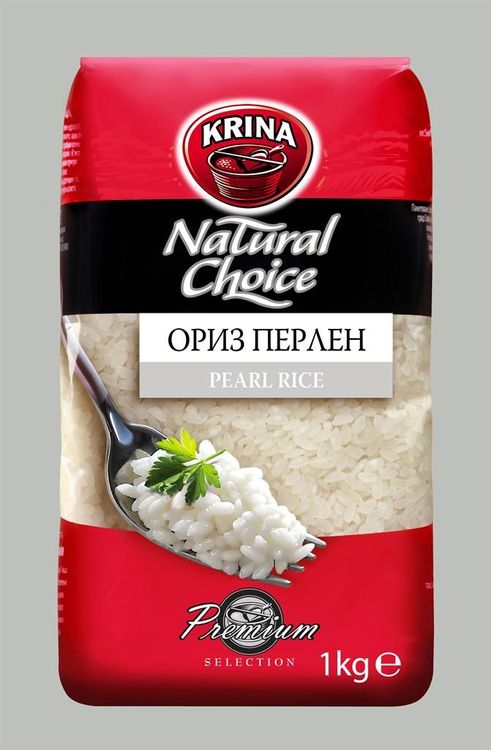 KRINA
Natural
Choice
ОРИЗ ПЕРЛЕН
PEARL RICE
Premium
SELECTION
1kg ℮